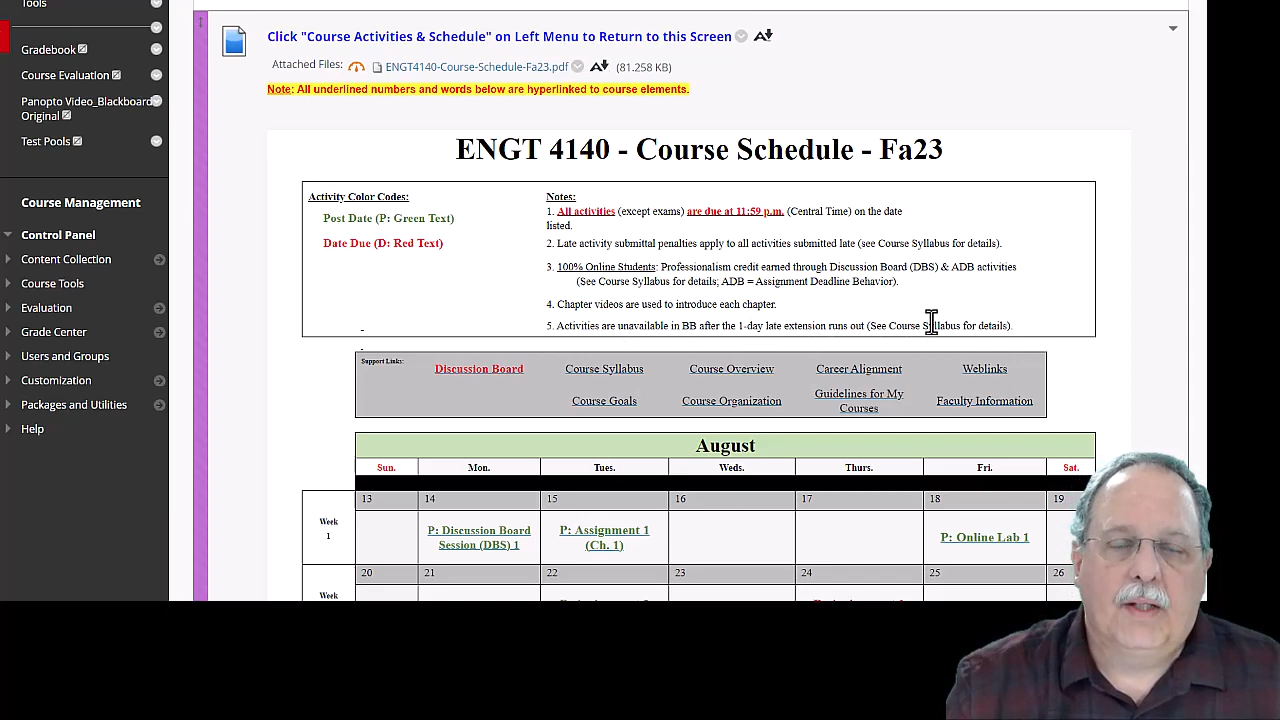 Tools
Gradebook
Course Evaluation
Panopto Video_Blackboard
Original
Test Pools
Course Management
Control Panel
Content Collection
Course Tools
Evaluation
Grade Center
Users and Groups
Customization
Packages and Utilities
Help
Click "Course Activities & Schedule" on Left Menu to Return to this Screen
Attached Files: ENGT4140-Course-Schedule-Fa23.pdf (81.258 KB)
Note: All underlined numbers and words below are hyperlinked to course elements.
ENGT 4140 - Course Schedule - Fa23
Activity Color Codes:
Post Date (P: Green Text)
Date Due (D: Red Text)
Notes:
1. All activities (except exams) are due at 11:59 p.m. (Central Time) on the date
listed.
2. Late activity submittal penalties apply to all activities submitted late (see Course Syllabus for details).
3. 100% Online Students: Professionalism credit earned through Discussion Board (DBS) & ADB activities
(See Course Syllabus for details; ADB = Assignment Deadline Behavior).
4. Chapter videos are used to introduce each chapter.
5. Activities are unavailable in BB after the 1-day late extension runs out (See Course Syllabus for details).
Support Links:
Discussion Board Course Syllabus Course Overview Career Alignment Weblinks
Course Goals Course Organization Guidelines for My Faculty Information
Courses
August
Sun. Mon. Tues. Weds. Thurs. Fri. Sat.
13 14 15 16 17 18 19
Week
1
P: Discussion Board
Session (DBS) 1
P: Assignment 1
(Ch. 1)
P: Online Lab 1
20 21 22 23 24 25 26
Week